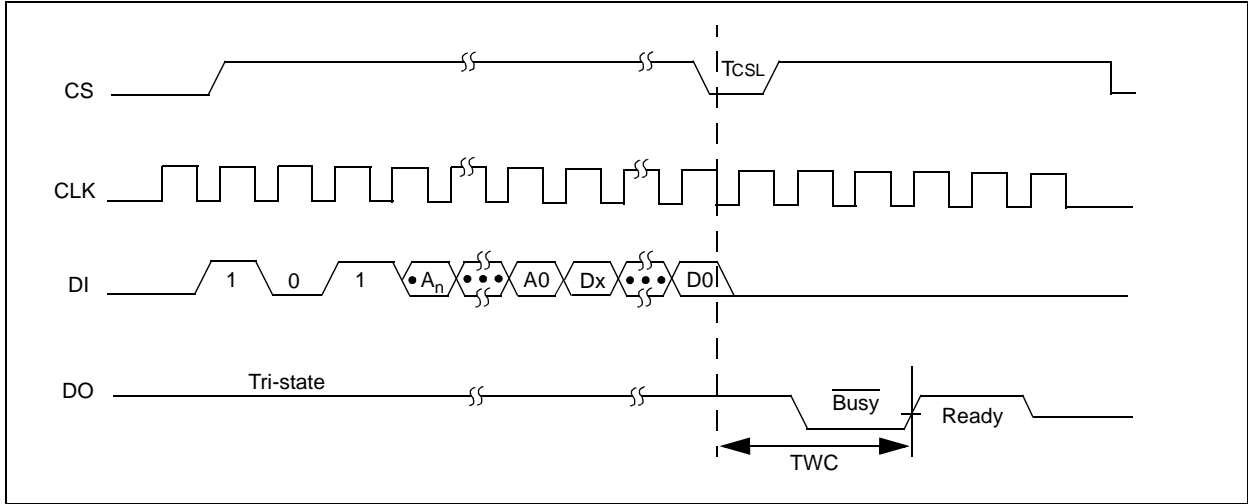 CS
TCSL
CLK
DI
1
0
1
• An
• • •
A0
Dx
• • •
D0
DO
Tri-state
Busy
Ready
TWC